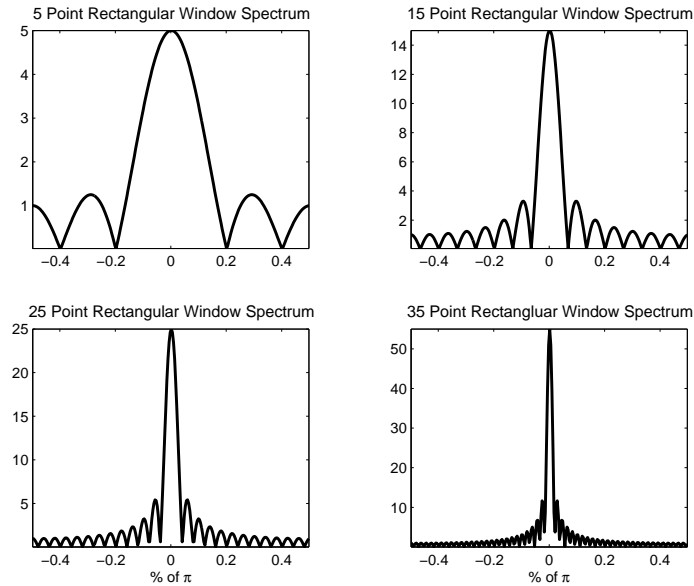 5 Point Rectangular Window Spectrum
5
4
3
2
1
−0.4 −0.2 0 0.2 0.4
15 Point Rectangular Window Spectrum
14
12
10
8
6
4
2
−0.4 −0.2 0 0.2 0.4
25 Point Rectangular Window Spectrum
25
20
15
10
5
−0.4 −0.2 0 0.2 0.4
% of π
35 Point Rectangluar Window Spectrum
50
40
30
20
10
−0.4 −0.2 0 0.2 0.4
% of π